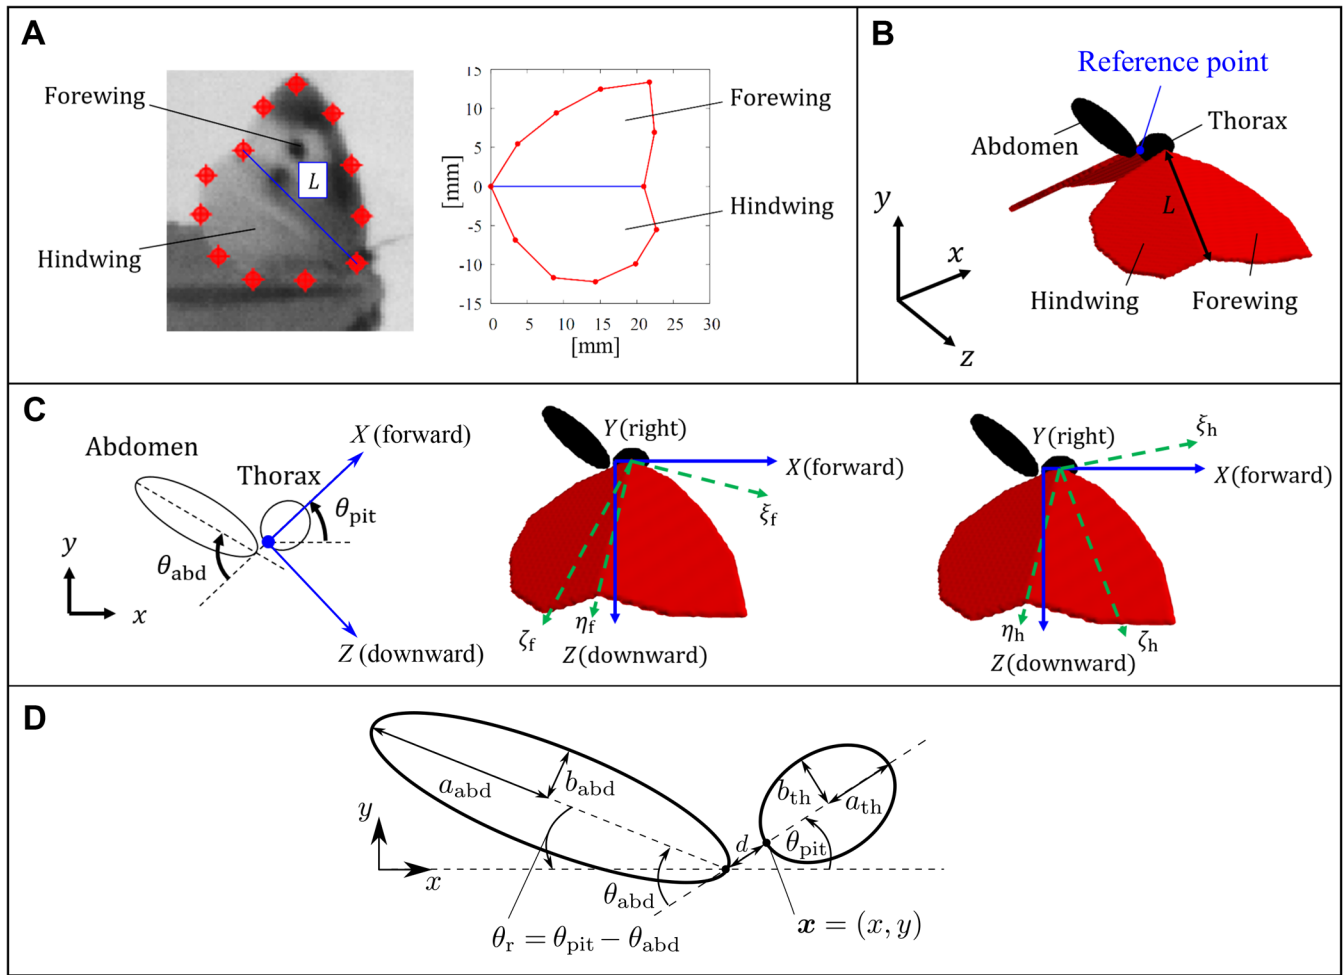 A
Forewing
L
Hindwing
15
10
5
0
-5
-10
-15
[mm]
Forewing
Hindwing
0 5 10 15 20 25 30
[mm]
B
Reference point
Abdomen
Thorax
L
y
x
z
Hindwing
Forewing
C
Abdomen
Thorax
X (forward)
θpit
θabd
y
x
Z (downward)
Y (right)
X (forward)
ξf
ζf
ηf
Z (downward)
Y (right)
ξh
X (forward)
ηh
ζh
Z (downward)
D
aabd
babd
bth
ath
y
x
d
θpit
θabd
θr = θpit − θabd
x = (x, y)